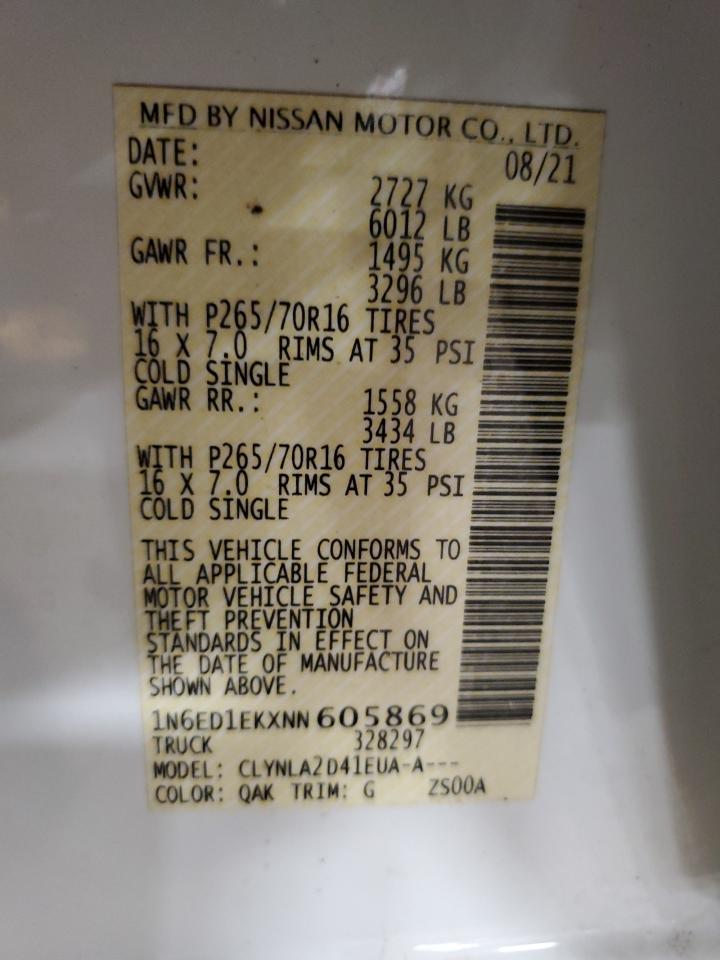 MFD BY NISSAN MOTOR CO., LTD.
DATE: 08/21
GVWR: 2727 KG
6012 LB
GAWR FR.: 1495 KG
3296 LB
WITH P265/70R16 TIRES
16 X 7.0 RIMS AT 35 PSI
COLD SINGLE
GAWR RR.: 1558 KG
3434 LB
WITH P265/70R16 TIRES
16 X 7.0 RIMS AT 35 PSI
COLD SINGLE
THIS VEHICLE CONFORMS TO
ALL APPLICABLE FEDERAL
MOTOR VEHICLE SAFETY AND
THEFT PREVENTION
STANDARDS IN EFFECT ON
THE DATE OF MANUFACTURE
SHOWN ABOVE.
1N6ED1EKXNN605869
TRUCK 328297
MODEL: CLYNLA2D41EUA-A---
COLOR: QAK TRIM: G ZS00A